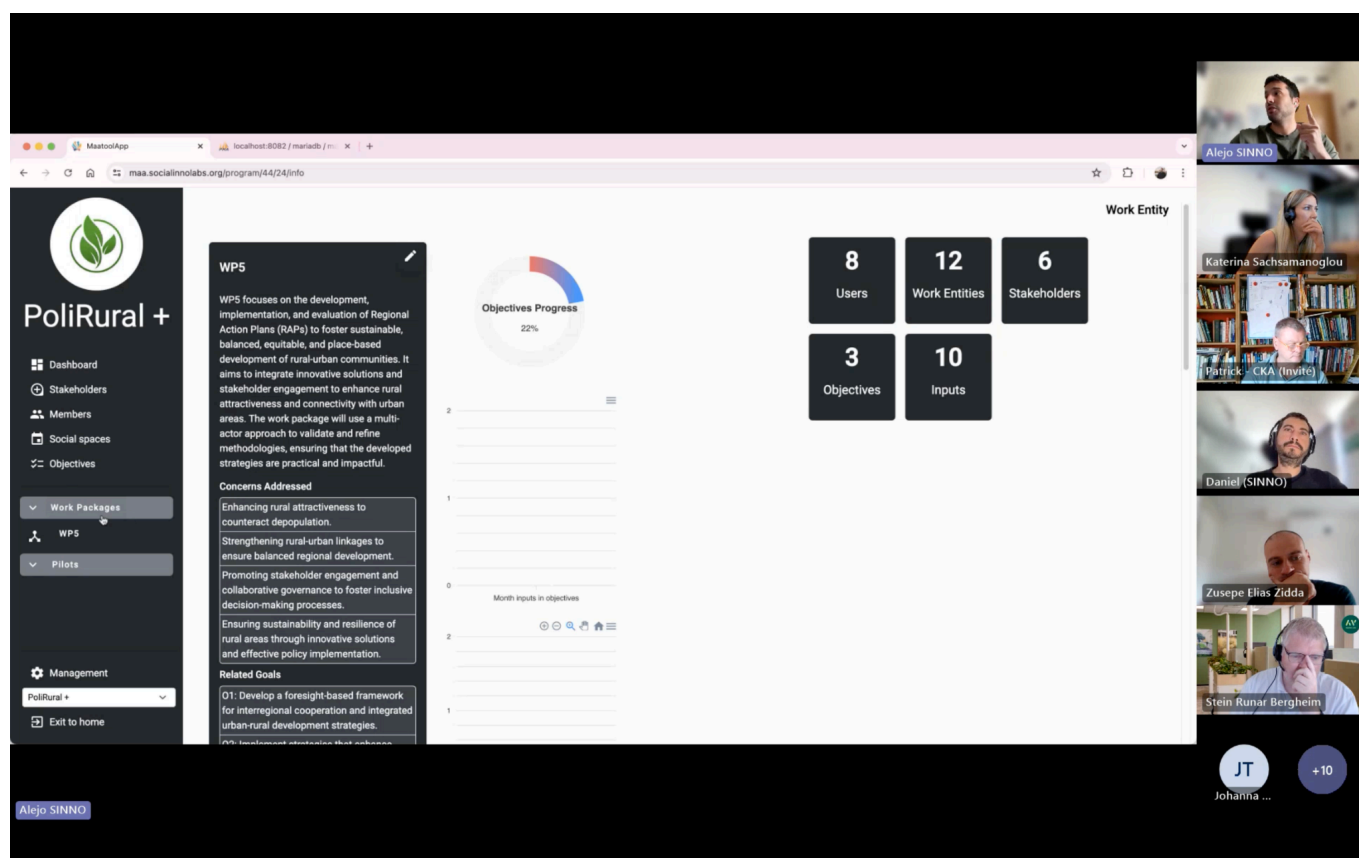 MaatoolApp
localhost:8082 / mariadb / m
maa.socialinnolabs.org/program/44/24/info
PoliRural +
Dashboard
Stakeholders
Members
Social spaces
Objectives
Work Packages
WP5
Pilots
Management
PoliRural +
Exit to home
WP5
WP5 focuses on the development,
implementation, and evaluation of Regional
Action Plans (RAPs) to foster sustainable,
balanced, equitable, and place-based
development of rural-urban communities. It
aims to integrate innovative solutions and
stakeholder engagement to enhance rural
attractiveness and connectivity with urban
areas. The work package will use a multi-
actor approach to validate and refine
methodologies, ensuring that the developed
strategies are practical and impactful.
Concerns Addressed
Enhancing rural attractiveness to
counteract depopulation.
Strengthening rural-urban linkages to
ensure balanced regional development.
Promoting stakeholder engagement and
collaborative governance to foster inclusive
decision-making processes.
Ensuring sustainability and resilience of
rural areas through innovative solutions
and effective policy implementation.
Related Goals
O1: Develop a foresight-based framework
for interregional cooperation and integrated
urban-rural development strategies.
O2: Implement strategies that enhance
Objectives Progress
22%
2
1
0
Month inputs in objectives
2
1
Work Entity
8
Users
12
Work Entities
6
Stakeholders
3
Objectives
10
Inputs
Alejo SINNO
Katerina Sachsamanoglou
Patrick - CKA (Invité)
Daniel (SINNO)
Zusepe Elias Zidda
AV
Stein Runar Bergheim
JT
Johanna ...
+10
Alejo SINNO